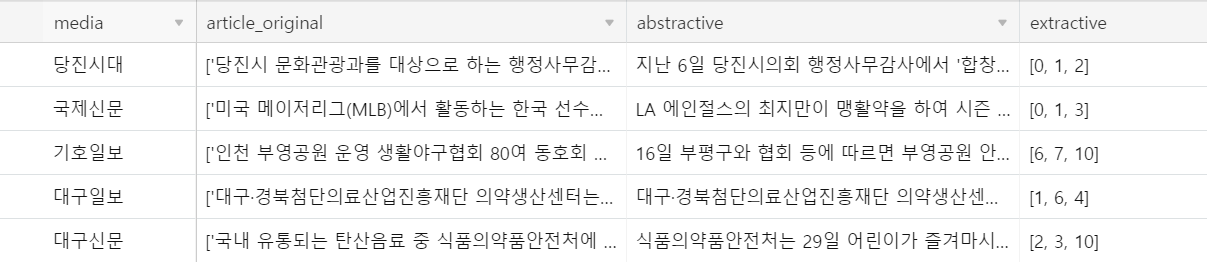 media article_original abstractive extractive
당진시대 ['당진시 문화관광과를 대상으로 하는 행정사무감... 지난 6일 당진시의회 행정사무감사에서 '합창... [0, 1, 2]
국제신문 ['미국 메이저리그(MLB)에서 활동하는 한국 선수... LA 에인절스의 최지만이 맹활약을 하여 시즌 ... [0, 1, 3]
기호일보 ['인천 부영공원 운영 생활야구협회 80여 동호회 ... 16일 부평구와 협회 등에 따르면 부영공원 안... [6, 7, 10]
대구일보 ['대구·경북첨단의료산업진흥재단 의약생산센터는... 대구·경북첨단의료산업진흥재단 의약생산센... [1, 6, 4]
대구신문 ['국내 유통되는 탄산음료 중 식품의약품안전처에 ... 식품의약품안전처는 29일 어린이가 즐겨마시... [2, 3, 10]